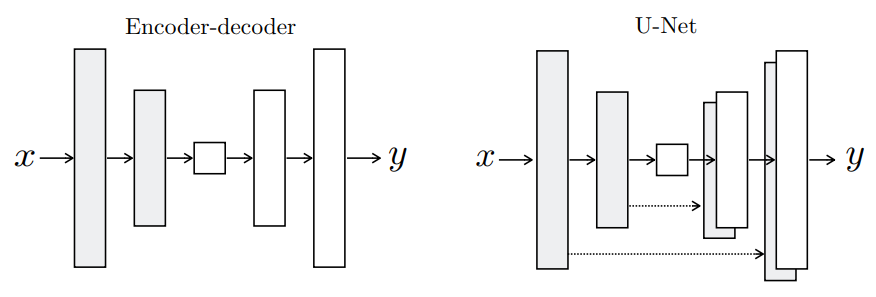 Encoder-decoder
x
y
U-Net
x
y